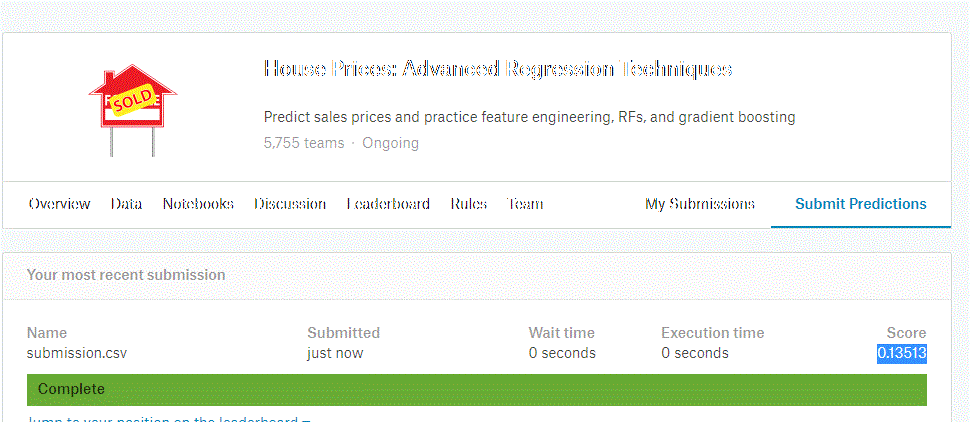 SOLD
House Prices: Advanced Regression Techniques
Predict sales prices and practice feature engineering, RFs, and gradient boosting
5,755 teams · Ongoing
Overview Data Notebooks Discussion Leaderboard Rules Team My Submissions Submit Predictions
Your most recent submission
Name Submitted Wait time Execution time Score
submission.csv just now 0 seconds 0 seconds 0.13513
Complete
Jump to your position on the leaderboard